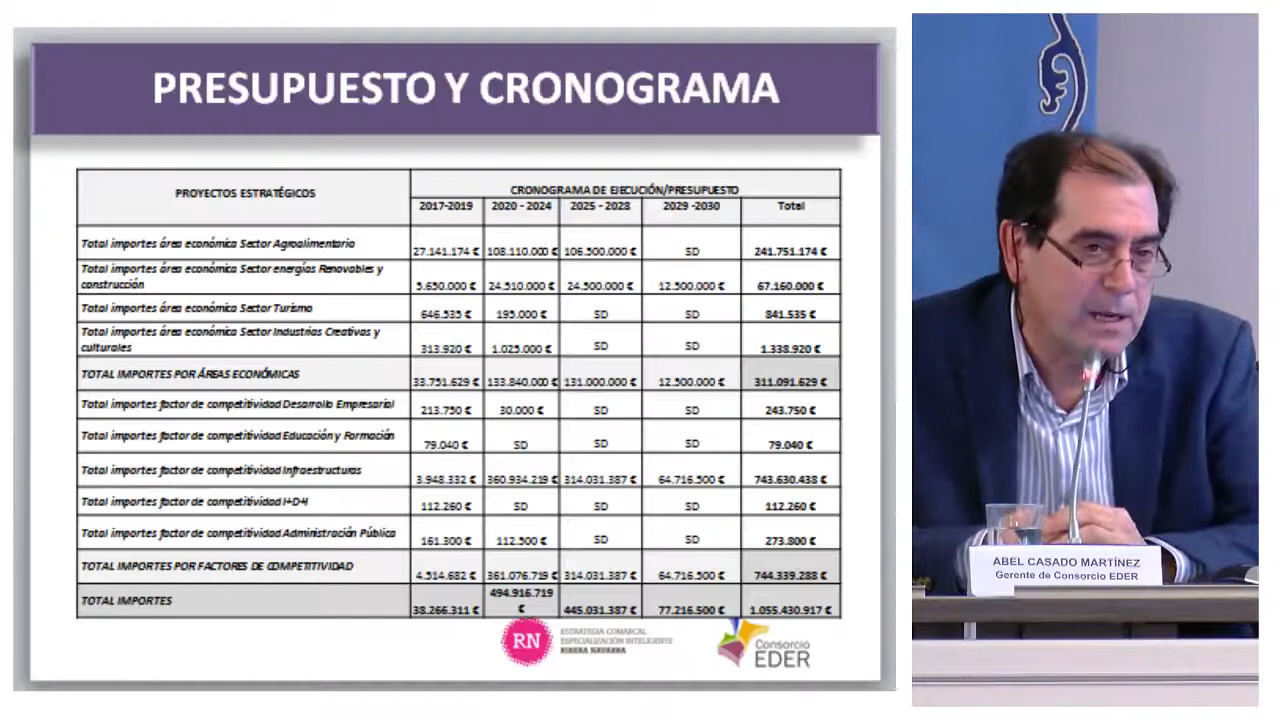 PRESUPUESTO Y CRONOGRAMA
PROYECTOS ESTRATÉGICOS
CRONOGRAMA DE EJECUCIÓN/PRESUPUESTO
2017-2019 2020 - 2024 2025 - 2028 2029 -2030 Total
Total importes área económica Sector Agroalimentario 27.141.174 € 108.110.000 € 106.500.000 € SD 241.751.174 €
Total importes área económica Sector energías Renovables y
construcción 5.650.000 € 24.510.000 € 24.500.000 € 12.500.000 € 67.160.000 €
Total importes área económica Sector Turismo 646.535 € 195.000 € SD SD 841.535 €
Total importes área económica Sector Industrias Creativas y
culturales 313.920 € 1.025.000 € SD SD 1.338.920 €
TOTAL IMPORTES POR ÁREAS ECONÓMICAS 33.751.629 € 133.840.000 € 131.000.000 € 12.500.000 € 311.091.629 €
Total importes factor de competitividad Desarrollo Empresarial 213.750 € 30.000 € SD SD 243.750 €
Total importes factor de competitividad Educación y Formación 79.040 € SD SD SD 79.040 €
Total importes factor de competitividad Infraestructuras 3.948.332 € 360.934.219 € 314.031.387 € 64.716.500 € 743.630.438 €
Total importes factor de competitividad I+D+I 112.260 € SD SD SD 112.260 €
Total importes factor de competitividad Administración Pública 161.300 € 112.500 € SD SD 273.800 €
TOTAL IMPORTES POR FACTORES DE COMPETITIVIDAD 4.514.682 € 361.076.719 € 314.031.387 € 64.716.500 € 744.339.288 €
TOTAL IMPORTES 38.266.311 € 494.916.719 € 445.031.387 € 77.216.500 € 1.055.430.917 €
RN
ESTRATEGIA COMARCAL
ESPECIALIZACIÓN INTELIGENTE
RIBERA NAVARRA
Consorcio
EDER
ABEL CASADO MARTÍNEZ
Gerente de Consorcio EDER